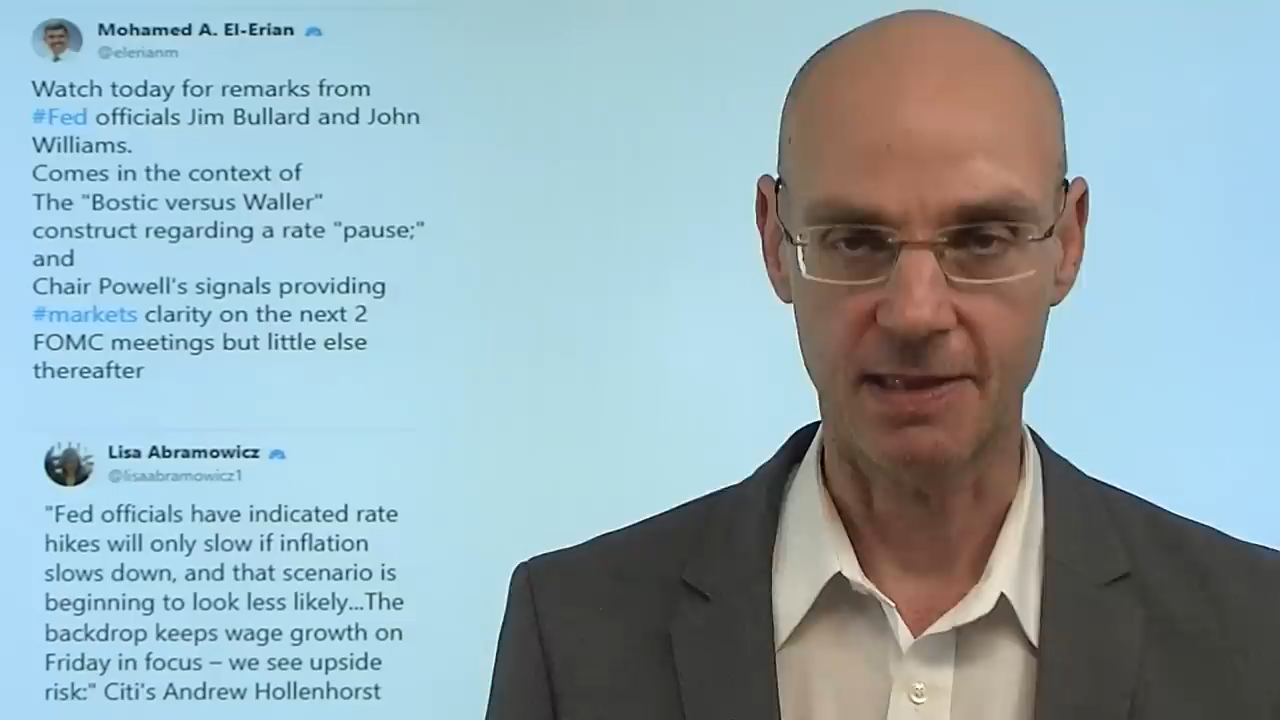 Mohamed A. El-Erian
@elerianm
Watch today for remarks from
#Fed officials Jim Bullard and John
Williams.
Comes in the context of
The "Bostic versus Waller"
construct regarding a rate "pause;"
and
Chair Powell's signals providing
#markets clarity on the next 2
FOMC meetings but little else
thereafter
Lisa Abramowicz
@lisaabramowicz1
"Fed officials have indicated rate
hikes will only slow if inflation
slows down, and that scenario is
beginning to look less likely...The
backdrop keeps wage growth on
Friday in focus – we see upside
risk:" Citi's Andrew Hollenhorst